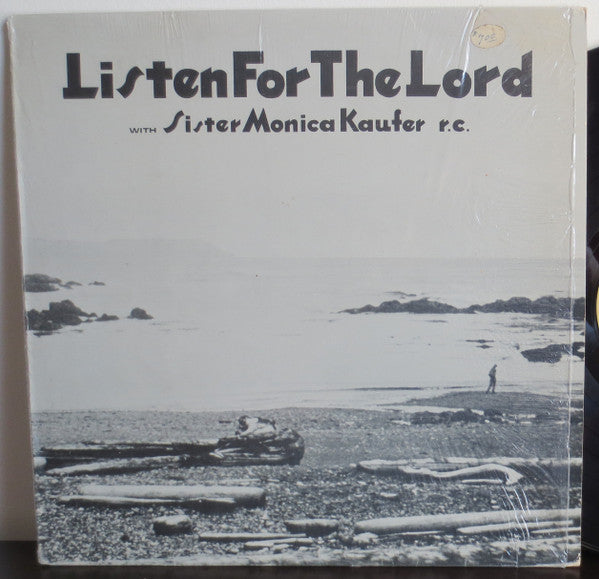 Listen For The Lord
WITH Sister Monica Kaufer r.c.